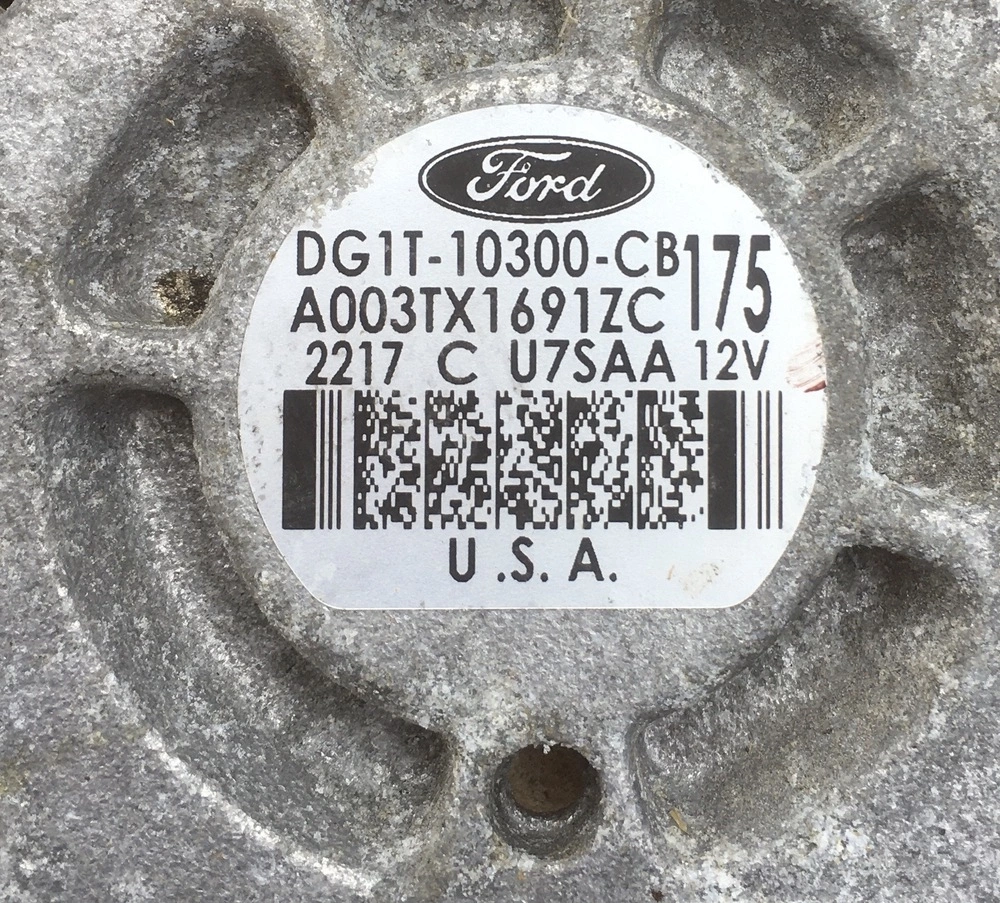 Ford
DG1T-10300-CB 175
A003TX1691ZC
2217 C U7SAA 12V
U.S.A.